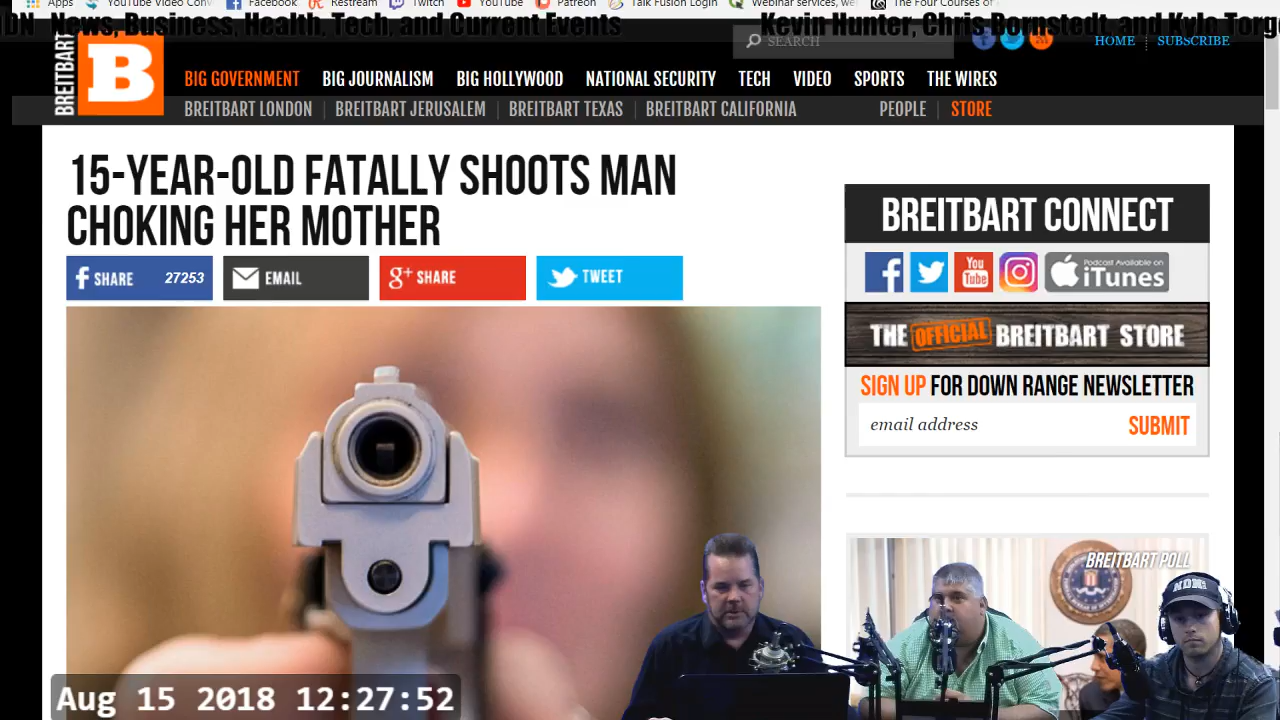 Apps
YouTube Video Conv
Facebook
Restream
Twitch
YouTube
Patreon
Talk Fusion Login
Webinar services, we
The Four Courses of
News, Business, Health, Tech, and Current Events
Kevin Hunter, Chris Bornstedt, and Kyle Torg
BREITBART
B
SEARCH
HOME
SUBSCRIBE
BIG GOVERNMENT BIG JOURNALISM BIG HOLLYWOOD NATIONAL SECURITY TECH VIDEO SPORTS THE WIRES
BREITBART LONDON BREITBART JERUSALEM BREITBART TEXAS BREITBART CALIFORNIA PEOPLE STORE
15-YEAR-OLD FATALLY SHOOTS MAN
CHOKING HER MOTHER
f SHARE 27253
EMAIL
g+ SHARE
TWEET
BREITBART CONNECT
f
You
Tube
Podcast Available on
iTunes
THE OFFICIAL BREITBART STORE
SIGN UP FOR DOWN RANGE NEWSLETTER
email address
SUBMIT
BREITBART POLL
NDN
Aug 15 2018 12:27:52